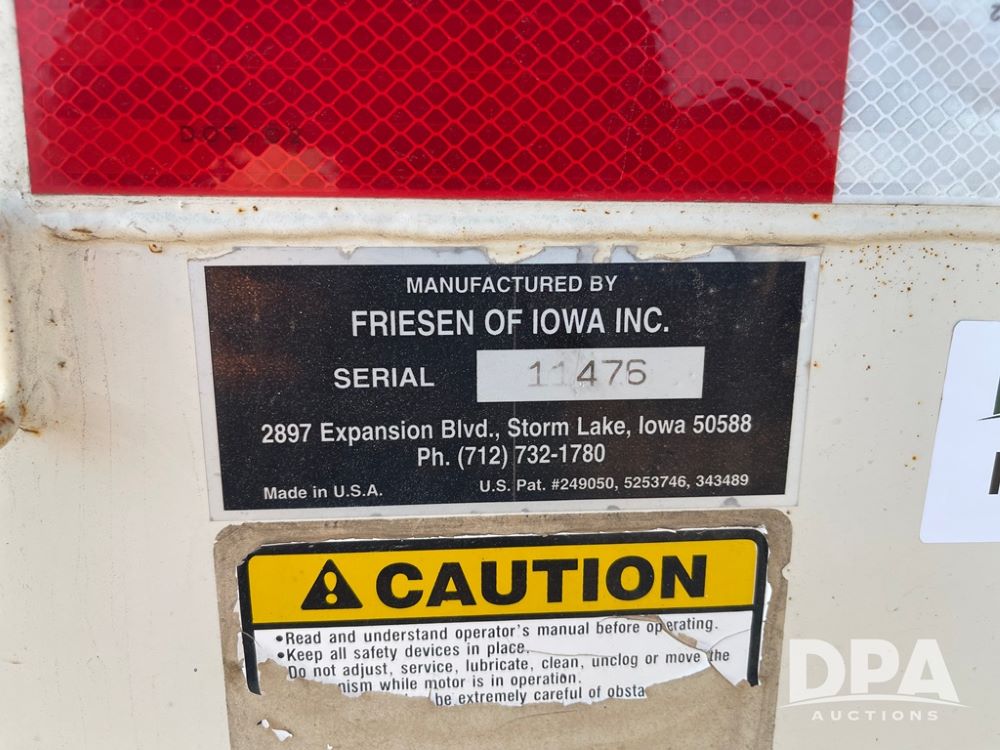 MANUFACTURED BY
FRIESEN OF IOWA INC.
SERIAL 11476
2897 Expansion Blvd., Storm Lake, Iowa 50588
Ph. (712) 732-1780
Made in U.S.A. U.S. Pat. #249050, 5253746, 343489
CAUTION
•Read and understand operator's manual before operating.
•Keep all safety devices in place.
Do not adjust, service, lubricate, clean, unclog or move the
nism while motor is in operation.
be extremely careful of obsta
DPA
AUCTIONS